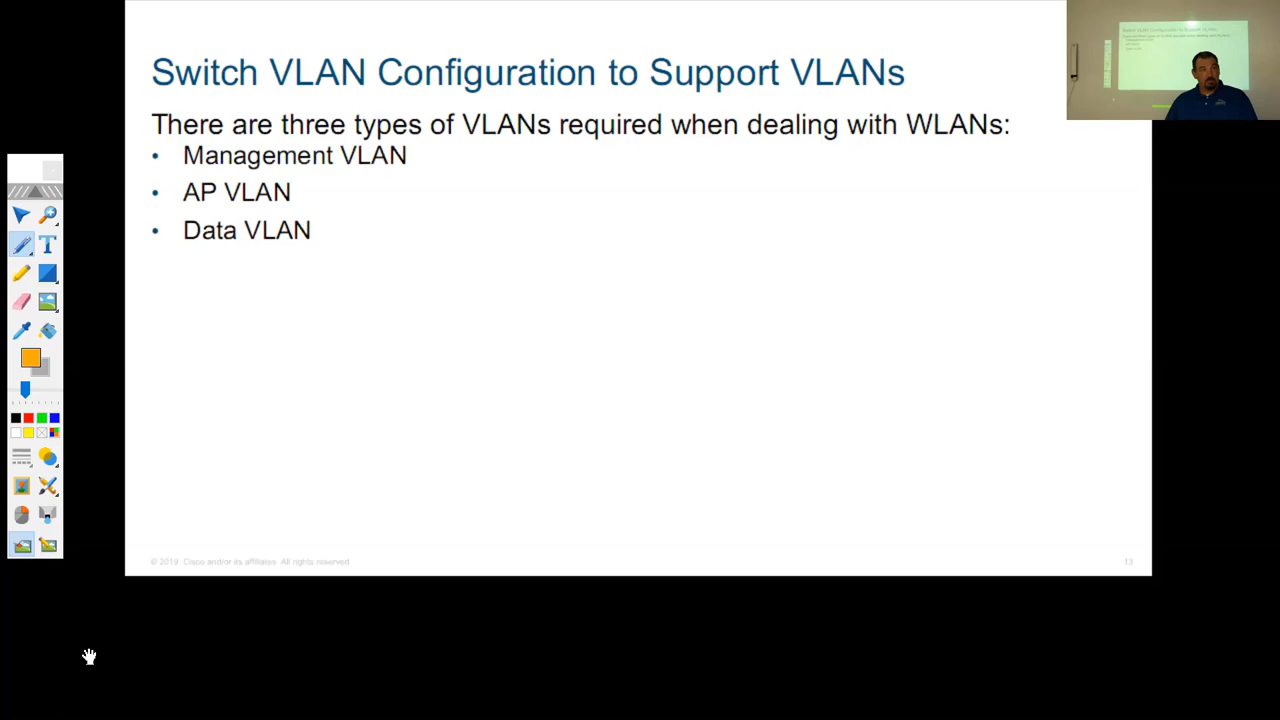 Switch VLAN Configuration to Support VLANs
There are three types of VLANs required when dealing with WLANs:
• Management VLAN
• AP VLAN
• Data VLAN
© 2019 Cisco and/or its affiliates All rights reserved
13